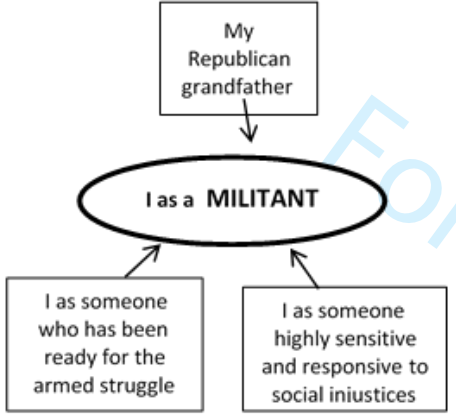 My
Republican
grandfather
I as a MILITANT
I as someone
who has been
ready for the
armed struggle
I as someone
highly sensitive
and responsive to
social iniustices
For